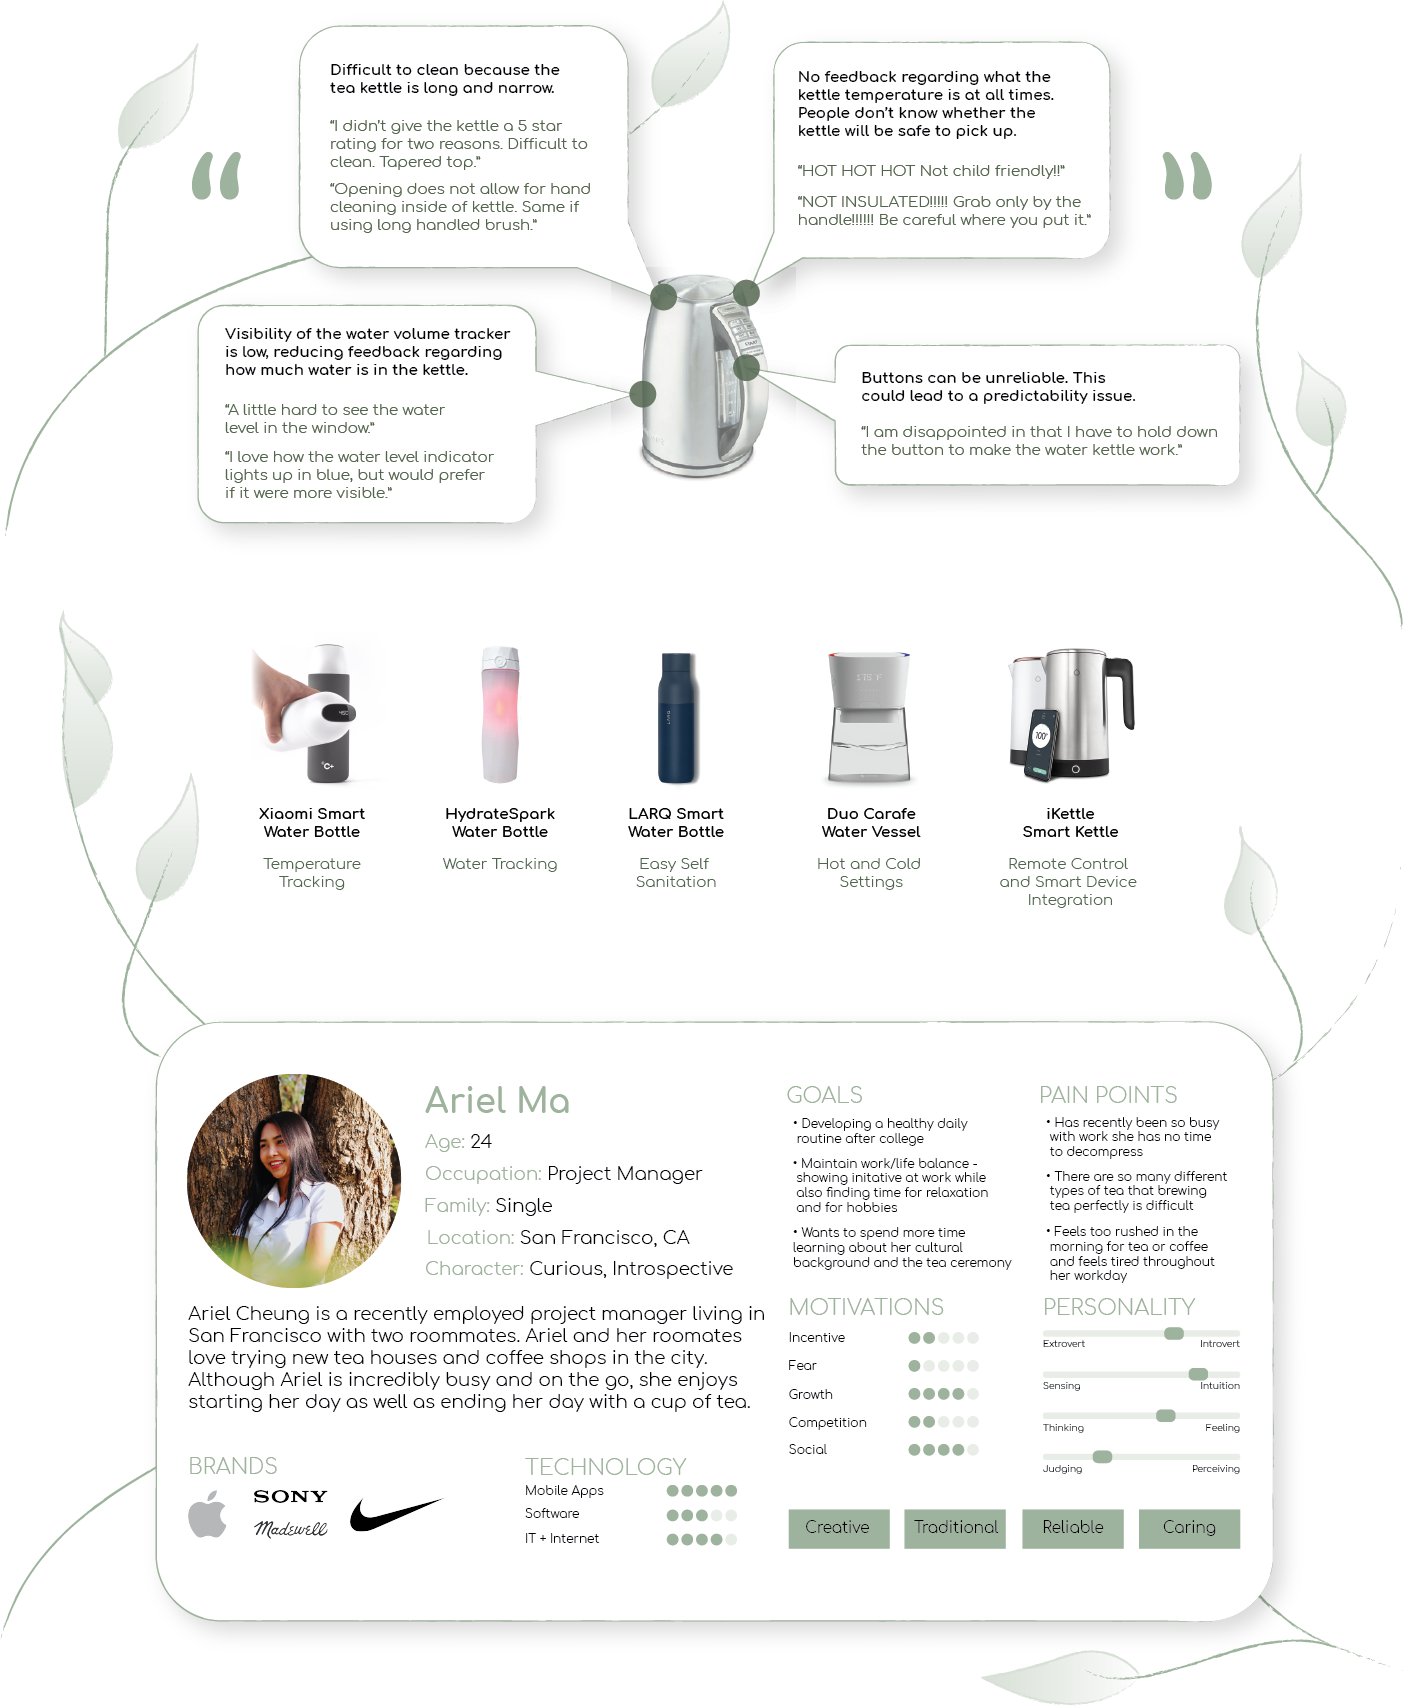 Difficult to clean because the
tea kettle is long and narrow.
“I didn’t give the kettle a 5 star
rating for two reasons. Difficult to
clean. Tapered top.”
“Opening does not allow for hand
cleaning inside of kettle. Same if
using long handled brush.”
No feedback regarding what the
kettle temperature is at all times.
People don’t know whether the
kettle will be safe to pick up.
“HOT HOT HOT Not child friendly!!”
“NOT INSULATED!!!!! Grab only by the
handle!!!!!! Be careful where you put it.”
Visibility of the water volume tracker
is low, reducing feedback regarding
how much water is in the kettle.
“A little hard to see the water
level in the window.”
“I love how the water level indicator
lights up in blue, but would prefer
if it were more visible.”
START
Buttons can be unreliable. This
could lead to a predictability issue.
“I am disappointed in that I have to hold down
the button to make the water kettle work.”
°C+
175 F
100°
Xiaomi Smart
Water Bottle
Temperature
Tracking
HydrateSpark
Water Bottle
Water Tracking
LARQ Smart
Water Bottle
Easy Self
Sanitation
Duo Carafe
Water Vessel
Hot and Cold
Settings
iKettle
Smart Kettle
Remote Control
and Smart Device
Integration
Ariel Ma
Age: 24
Occupation: Project Manager
Family: Single
Location: San Francisco, CA
Character: Curious, Introspective
Ariel Cheung is a recently employed project manager living in
San Francisco with two roommates. Ariel and her roomates
love trying new tea houses and coffee shops in the city.
Although Ariel is incredibly busy and on the go, she enjoys
starting her day as well as ending her day with a cup of tea.
BRANDS
SONY
Madewell
TECHNOLOGY
Mobile Apps
Software
IT + Internet
GOALS
• Developing a healthy daily
routine after college
• Maintain work/life balance -
showing initative at work while
also finding time for relaxation
and for hobbies
• Wants to spend more time
learning about her cultural
background and the tea ceremony
PAIN POINTS
• Has recently been so busy
with work she has no time
to decompress
• There are so many different
types of tea that brewing
tea perfectly is difficult
• Feels too rushed in the
morning for tea or coffee
and feels tired throughout
her workday
MOTIVATIONS
Incentive
Fear
Growth
Competition
Social
PERSONALITY
Extrovert Introvert
Sensing Intuition
Thinking Feeling
Judging Perceiving
Creative
Traditional
Reliable
Caring